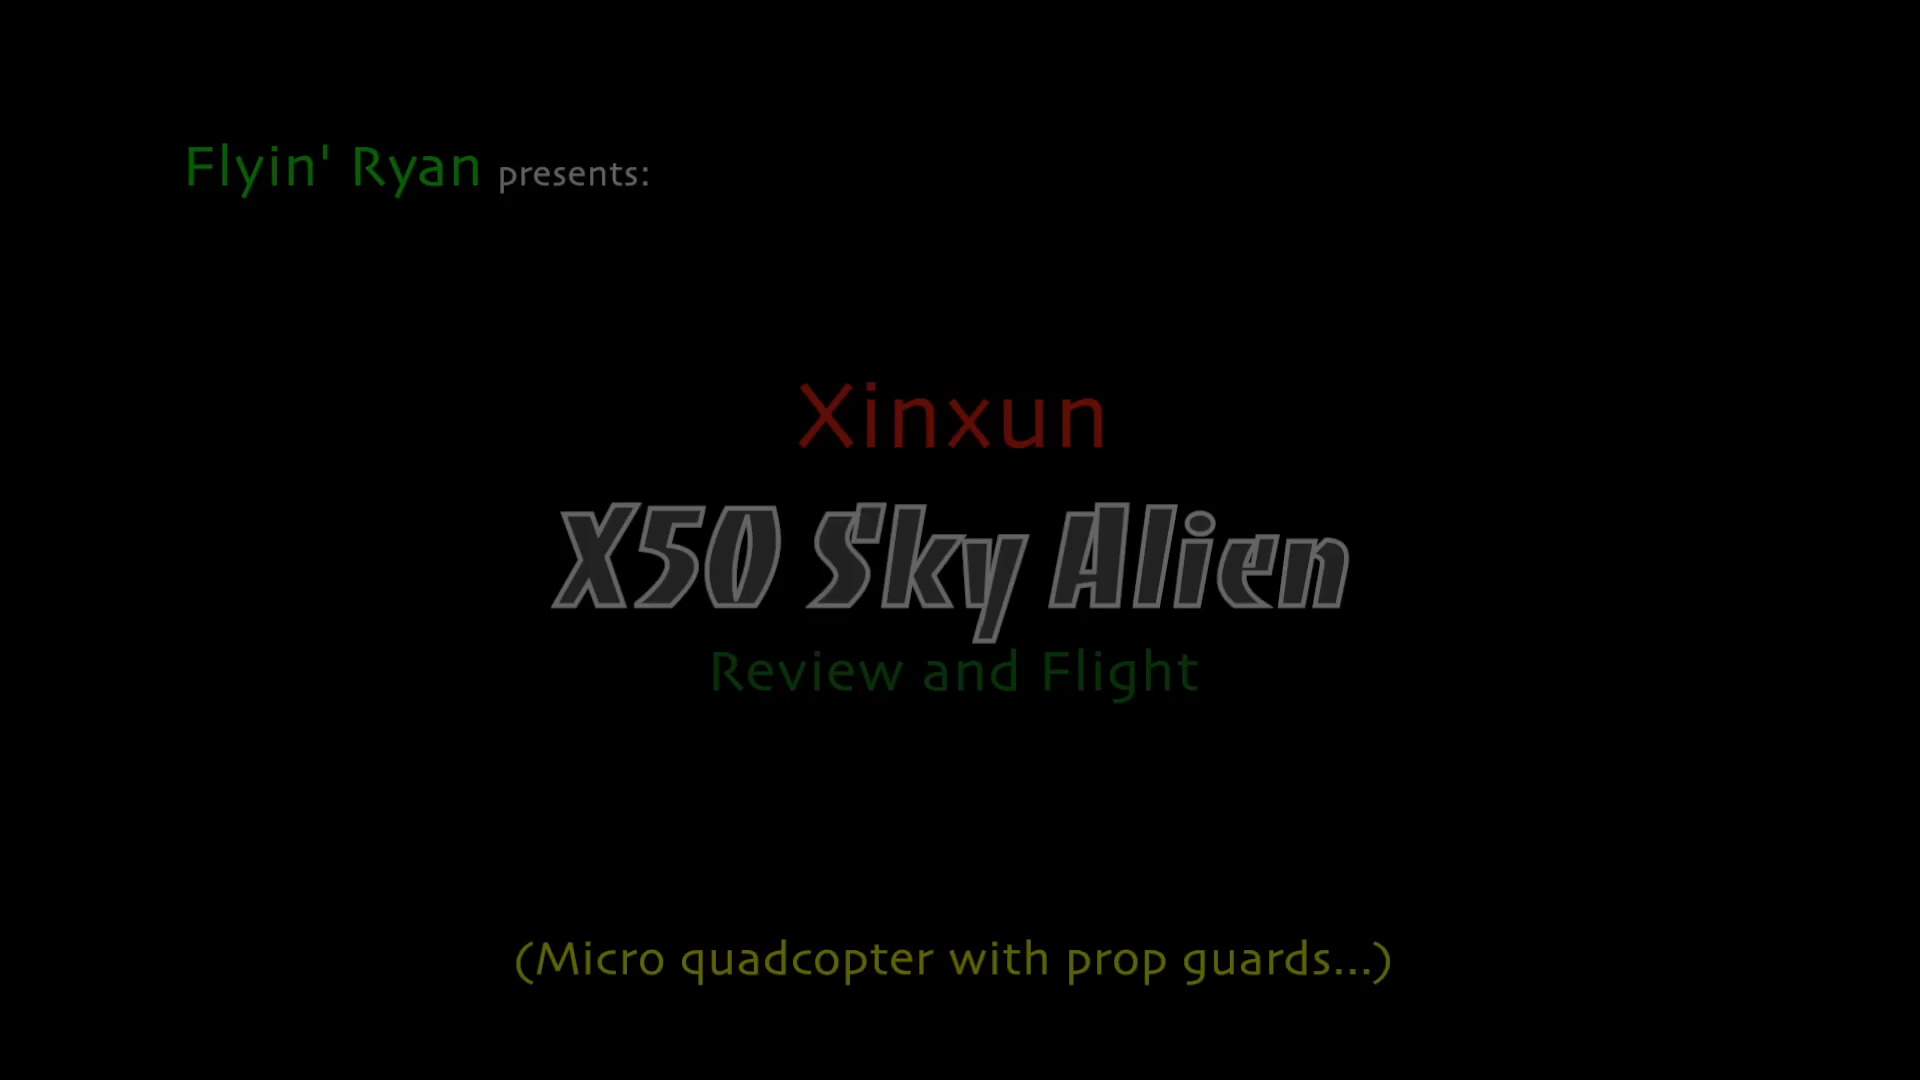 Flyin' Ryan presents:
Xinxun
X50 Sky Alien
Review and Flight
(Micro quadcopter with prop guards...)